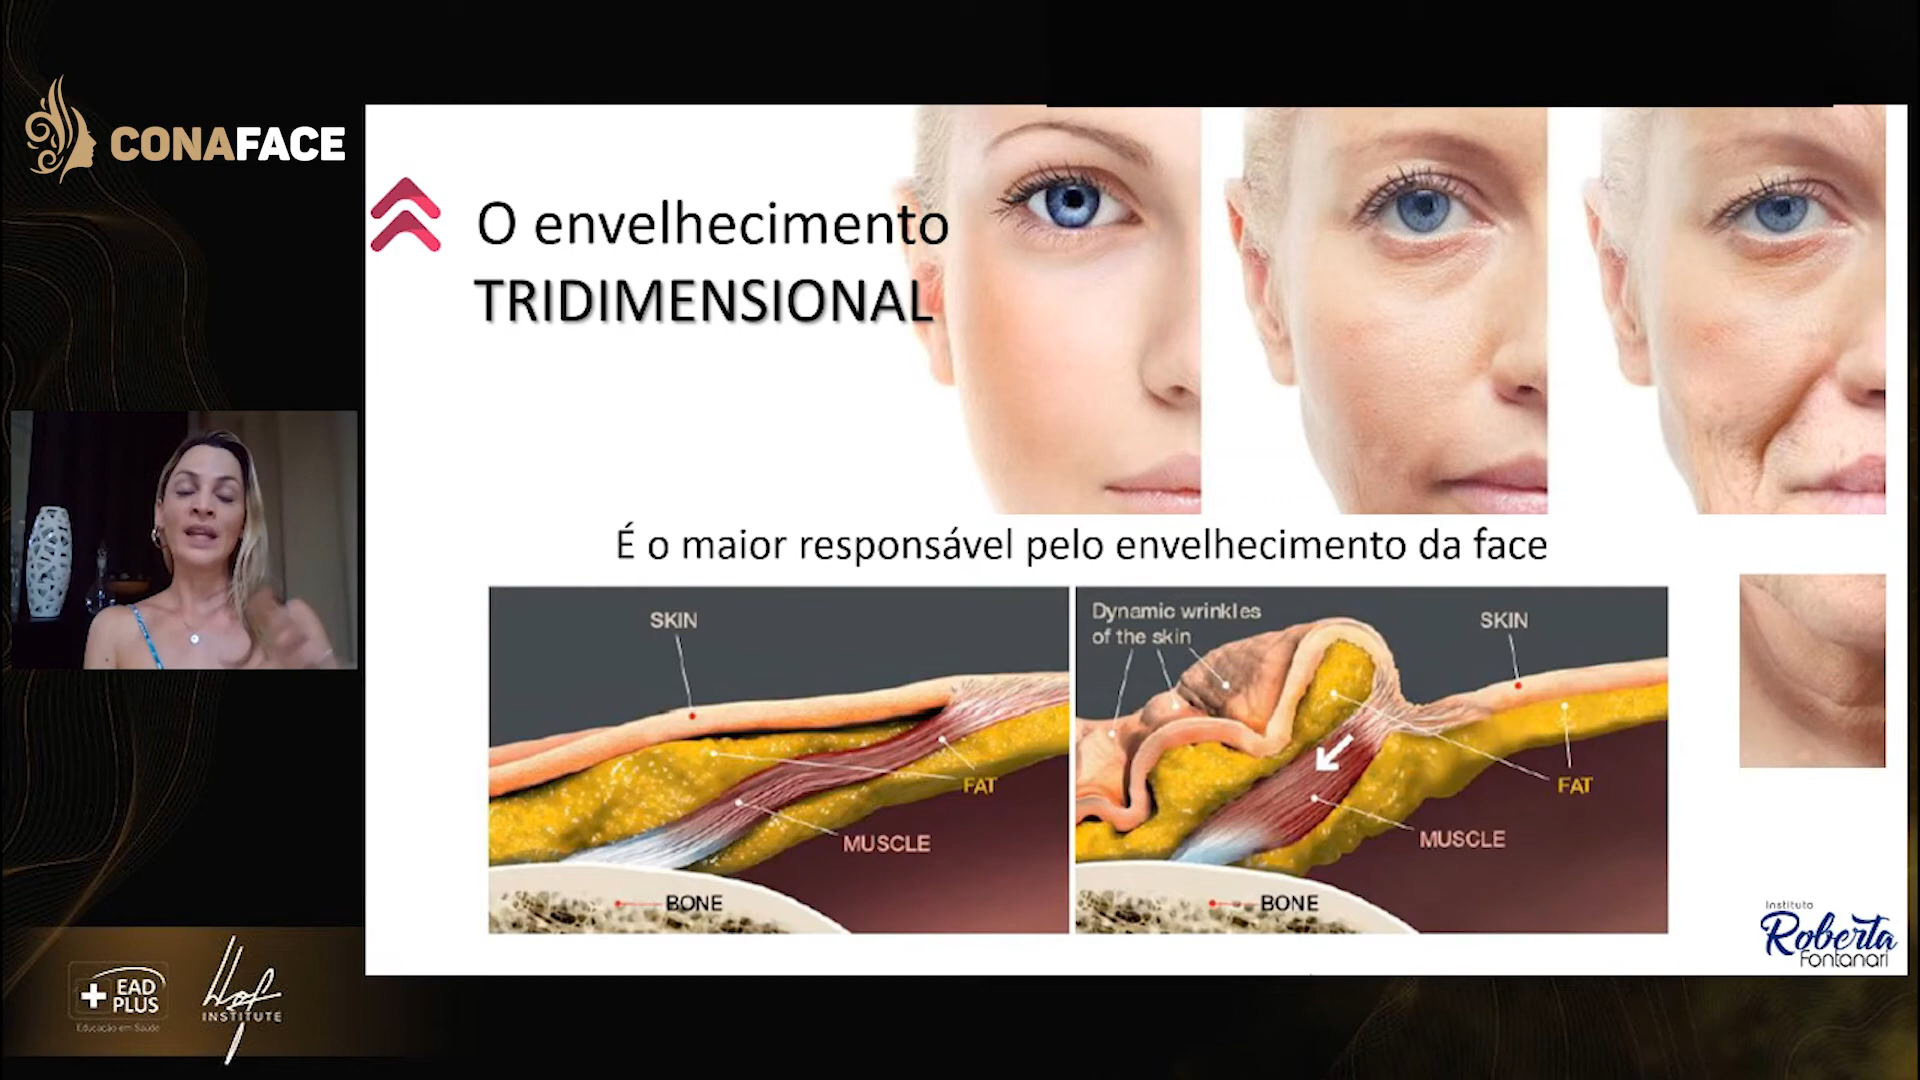 CONAFACE
O envelhecimento
TRIDIMENSIONAL
É o maior responsável pelo envelhecimento da face
SKIN
FAT
MUSCLE
BONE
Dynamic wrinkles
of the skin
SKIN
FAT
MUSCLE
BONE
Instituto
Roberta
Fontanari
EAD
PLUS
Educação em Saúde
Hof
INSTITUTE